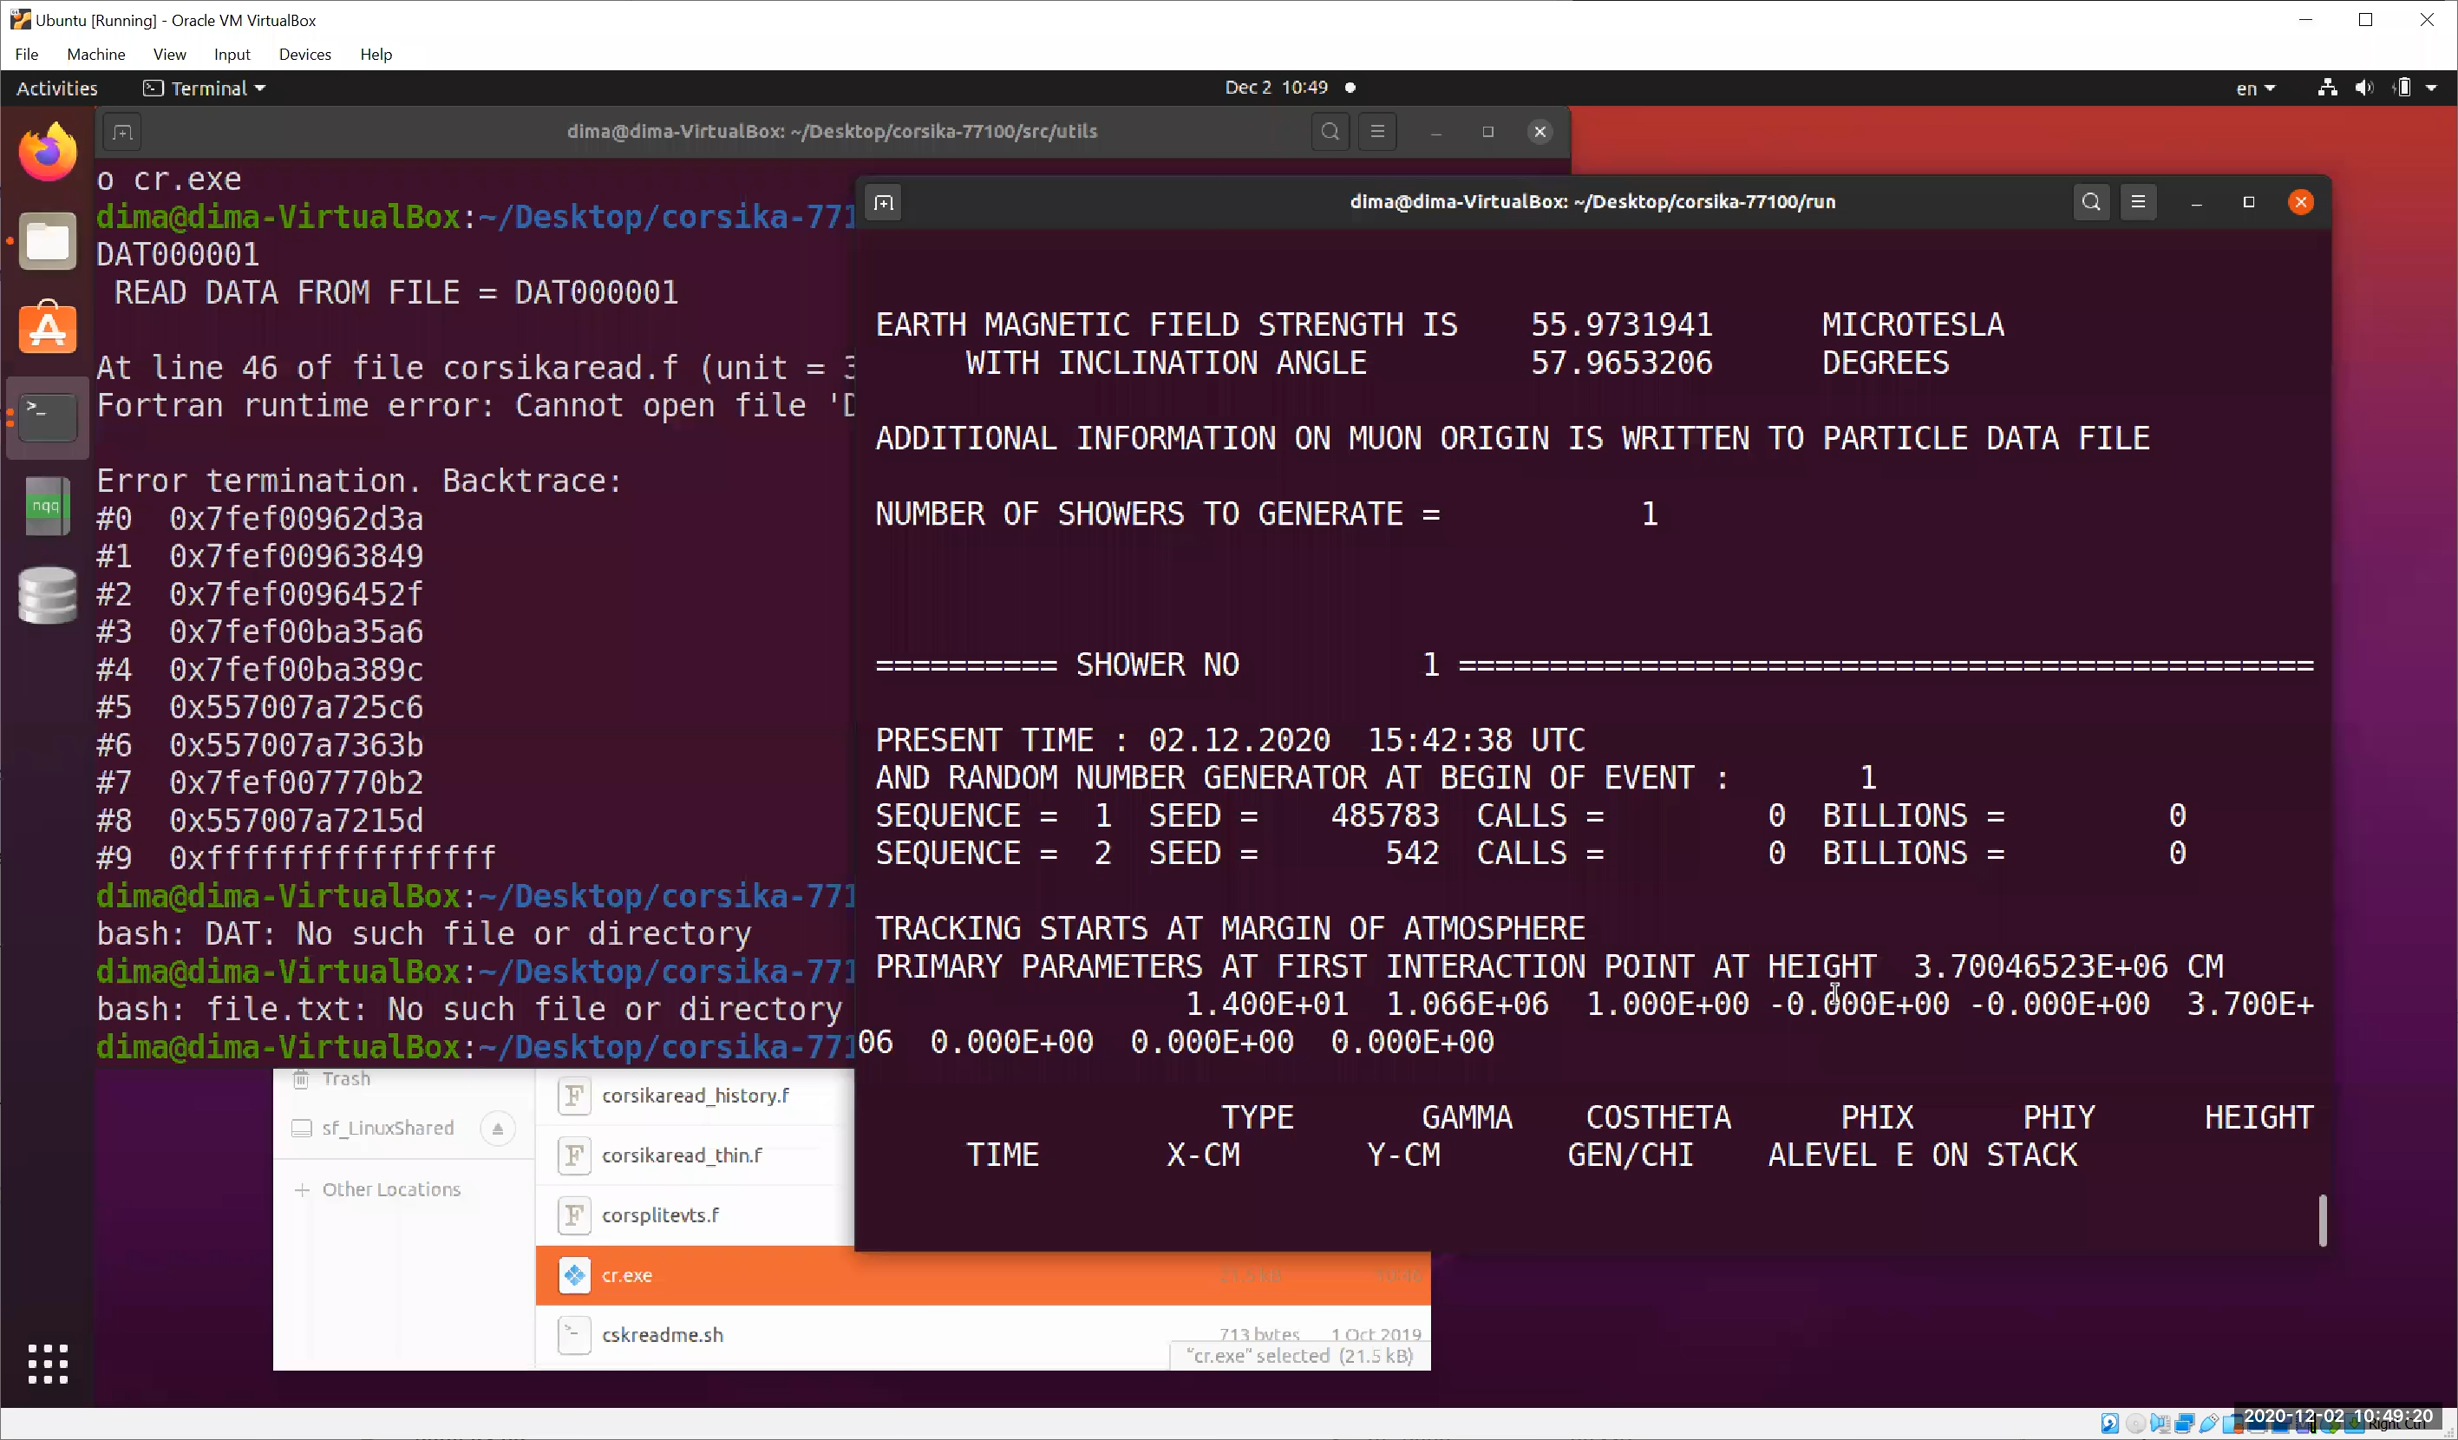 Ubuntu [Running] - Oracle VM VirtualBox
File Machine View Input Devices Help
Activities Terminal Dec 2 10:49 en
dima@dima-VirtualBox: ~/Desktop/corsika-77100/src/utils
o cr.exe
dima@dima-VirtualBox:~/Desktop/corsika-771
DAT000001
READ DATA FROM FILE = DAT000001
At line 46 of file corsikaread.f (unit = 3
Fortran runtime error: Cannot open file 'D
Error termination. Backtrace:
#0 0x7fef00962d3a
#1 0x7fef00963849
#2 0x7fef0096452f
#3 0x7fef00ba35a6
#4 0x7fef00ba389c
#5 0x557007a725c6
#6 0x557007a7363b
#7 0x7fef007770b2
#8 0x557007a7215d
#9 0xffffffffffffffff
dima@dima-VirtualBox:~/Desktop/corsika-771
bash: DAT: No such file or directory
dima@dima-VirtualBox:~/Desktop/corsika-771
bash: file.txt: No such file or directory
dima@dima-VirtualBox:~/Desktop/corsika-771
nqq
dima@dima-VirtualBox: ~/Desktop/corsika-77100/run
EARTH MAGNETIC FIELD STRENGTH IS 55.9731941 MICROTESLA
WITH INCLINATION ANGLE 57.9653206 DEGREES
ADDITIONAL INFORMATION ON MUON ORIGIN IS WRITTEN TO PARTICLE DATA FILE
NUMBER OF SHOWERS TO GENERATE = 1
========== SHOWER NO 1 ===============================================
PRESENT TIME : 02.12.2020 15:42:38 UTC
AND RANDOM NUMBER GENERATOR AT BEGIN OF EVENT : 1
SEQUENCE = 1 SEED = 485783 CALLS = 0 BILLIONS = 0
SEQUENCE = 2 SEED = 542 CALLS = 0 BILLIONS = 0
TRACKING STARTS AT MARGIN OF ATMOSPHERE
PRIMARY PARAMETERS AT FIRST INTERACTION POINT AT HEIGHT 3.70046523E+06 CM
1.400E+01 1.066E+06 1.000E+00 -0.000E+00 -0.000E+00 3.700E+
06 0.000E+00 0.000E+00 0.000E+00
TYPE GAMMA COSTHETA PHIX PHIY HEIGHT
TIME X-CM Y-CM GEN/CHI ALEVEL E ON STACK
Trash
sf_LinuxShared
Other Locations
corsikaread_history.f
corsikaread_thin.f
corsplitevts.f
cr.exe
cskreadme.sh 713 bytes 1 Oct 2019
"cr.exe" selected (21.5 kB)
2020-12-02 10:49:20
Right Ctrl